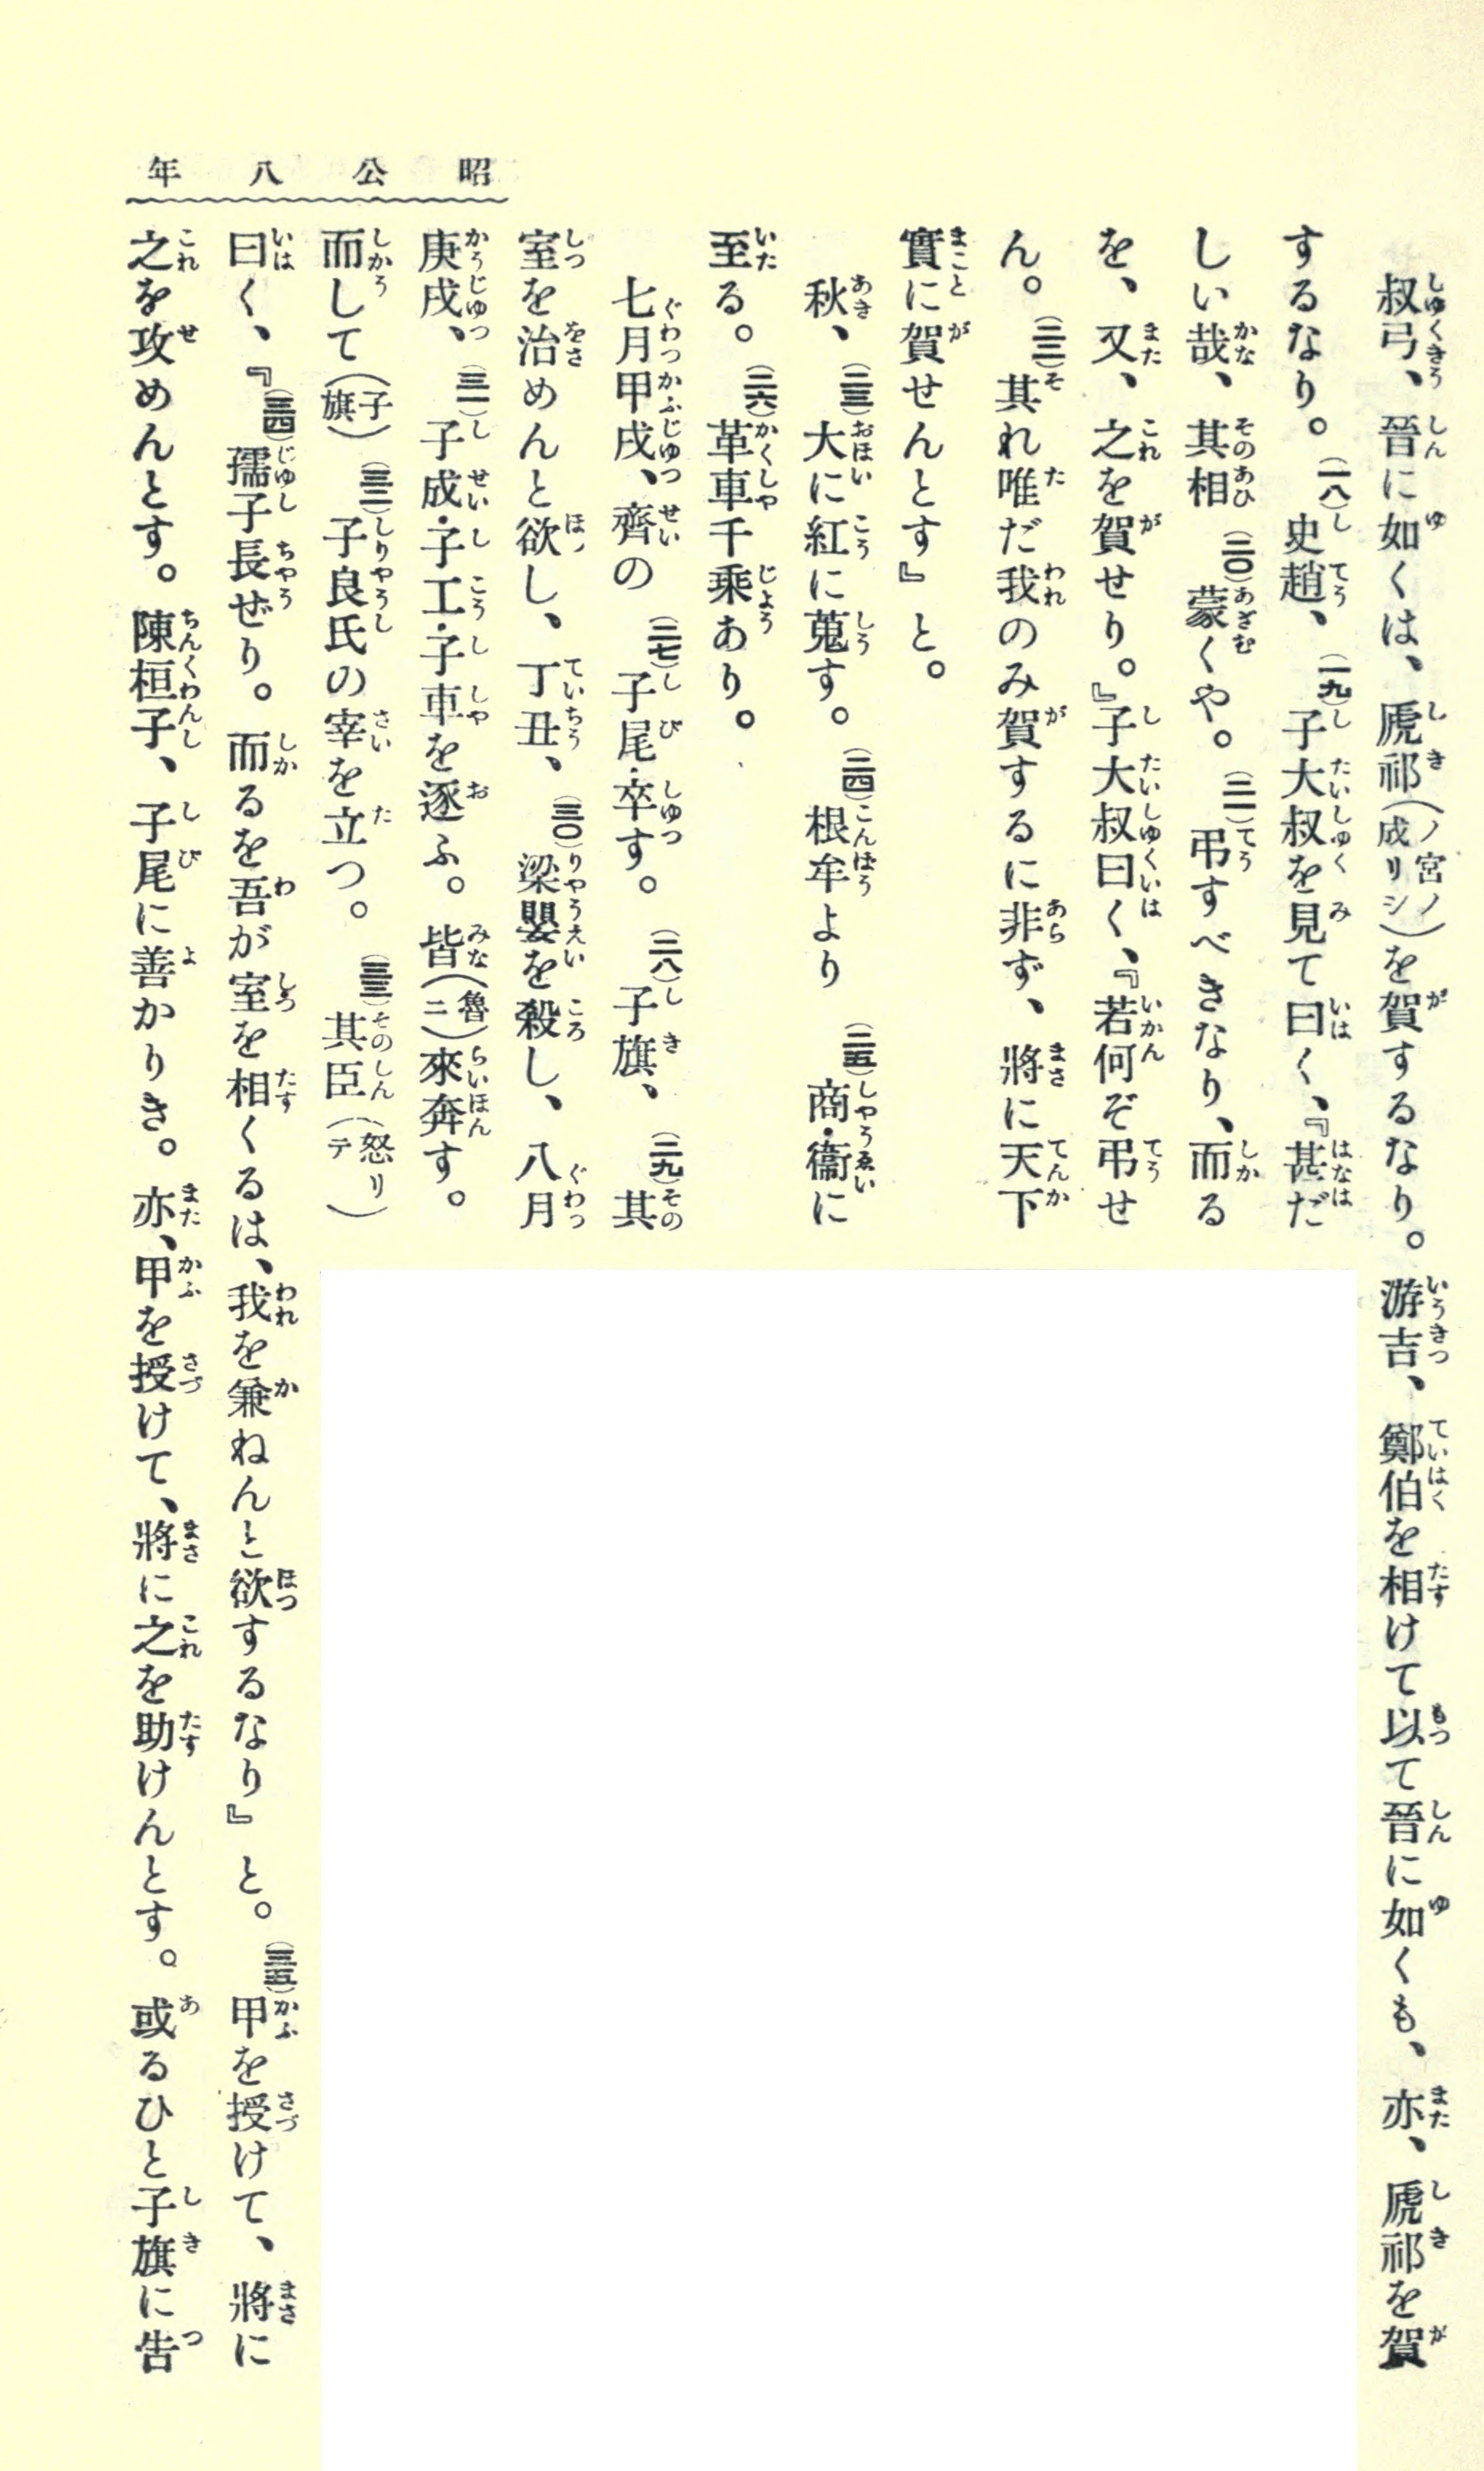 昭公八年
叔弓、晉に如くは、虒祁(ノ宮ノ成リシ)を賀するなり。游吉、鄭伯を相けて以て晉に如くも、亦、虒祁を賀
するなり。(一八)史趙、(一九)子大叔を見て曰く、『甚だ
しい哉、其相(二〇)蒙くや。(二一)弔すべきなり、而る
を、又、之を賀せり。』子大叔曰く、『若何ぞ弔せ
ん。(二二)其れ唯だ我のみ賀するに非ず、將に天下
實に賀せんとす』と。
秋、(二三)大に紅に蒐す。(二四)根牟より(二五)商・衞に
至る。(二六)革車千乘あり。
七月甲戌、齊の(二七)子尾・卒す。(二八)子旗、(二九)其
室を治めんと欲し、丁丑、(三〇)梁嬰を殺し、八月
庚戌、(三一)子成・子工・子車を逐ふ。皆(魯ニ)來奔す。
而して(子旗)(三二)子良氏の宰を立つ。(三三)其臣(怒リテ)
曰く、『(三四)孺子長ぜり。而るを吾が室を相くるは、我を兼ねんと欲するなり』と。(三五)甲を授けて、將に
之を攻めんとす。陳桓子、子尾に善かりき。亦、甲を授けて、將に之を助けんとす。或るひと子旗に告